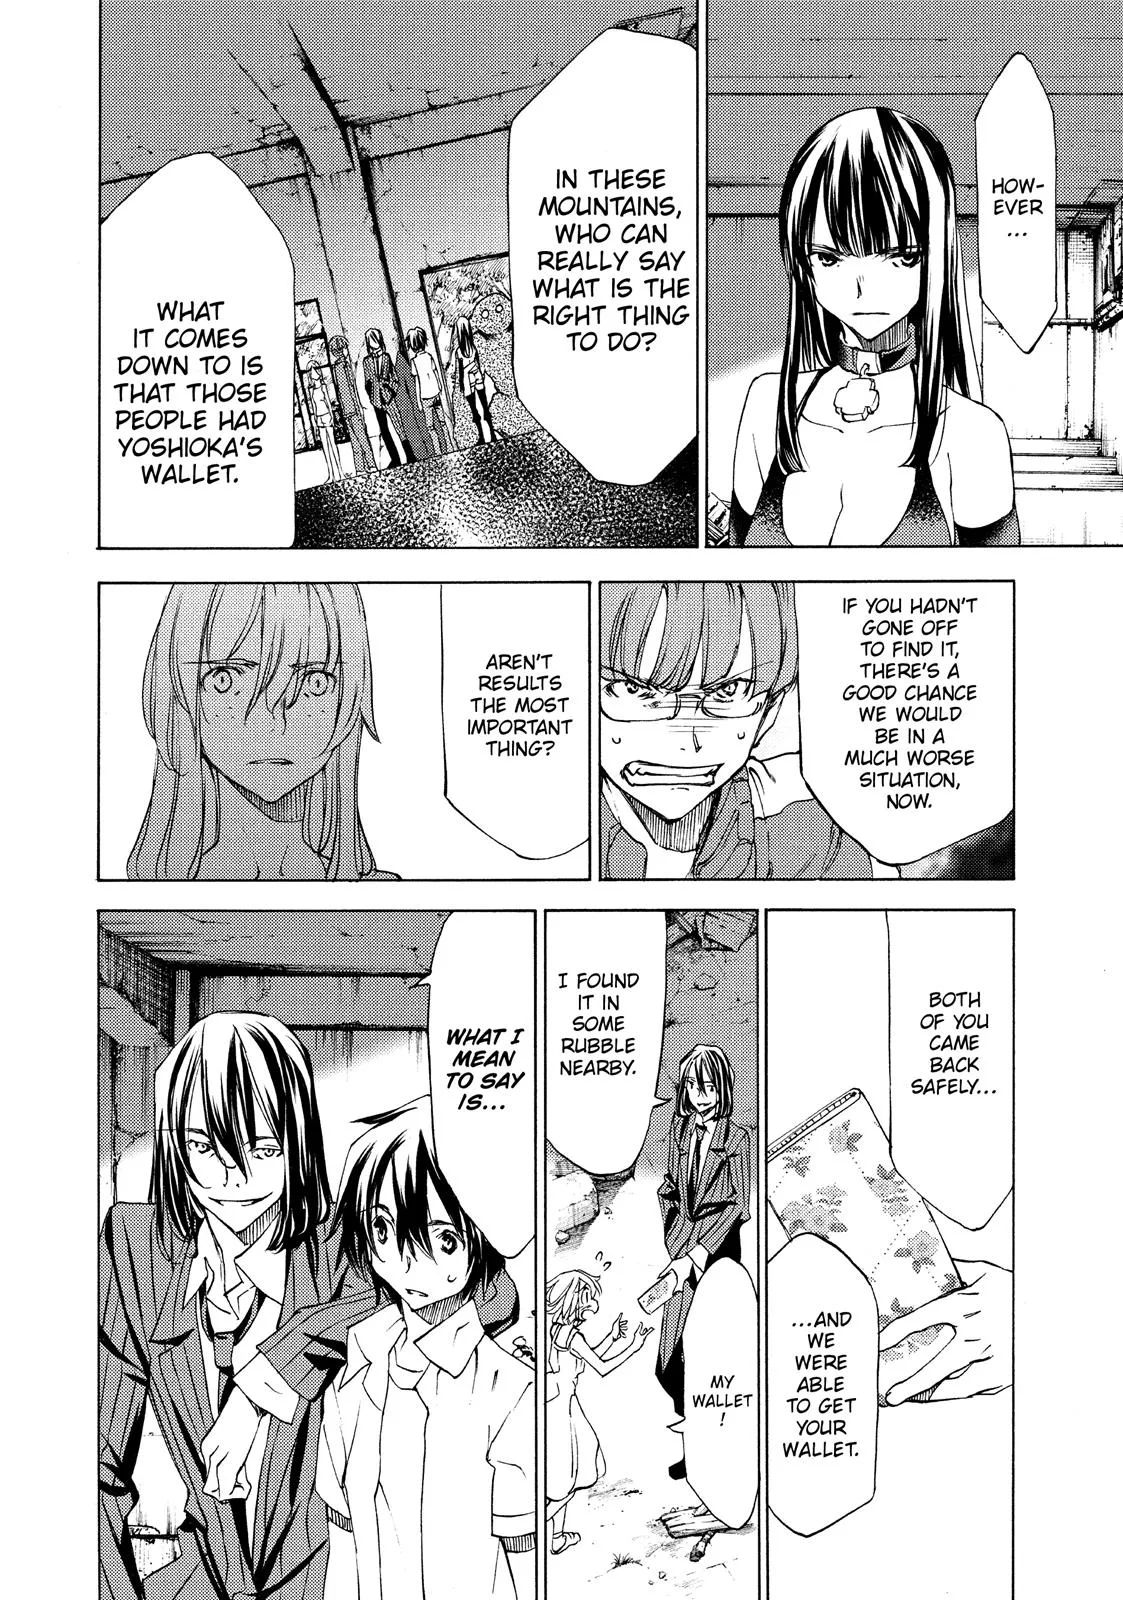 HOW-
EVER
...
IN THESE
MOUNTAINS,
WHO CAN
REALLY SAY
WHAT IS THE
RIGHT THING
TO DO?
WHAT
IT COMES
DOWN TO IS
THAT THOSE
PEOPLE HAD
YOSHIOKA'S
WALLET.
IF YOU HADN'T
GONE OFF
TO FIND IT,
THERE'S A
GOOD CHANCE
WE WOULD
BE IN A
MUCH WORSE
SITUATION,
NOW.
AREN'T
RESULTS
THE MOST
IMPORTANT
THING?
BOTH
OF YOU
CAME
BACK
SAFELY...
...AND
WE
WERE
ABLE
TO GET
YOUR
WALLET.
I FOUND
IT IN
SOME
RUBBLE
NEARBY.
MY
WALLET
!
WHAT I
MEAN
TO SAY
IS...